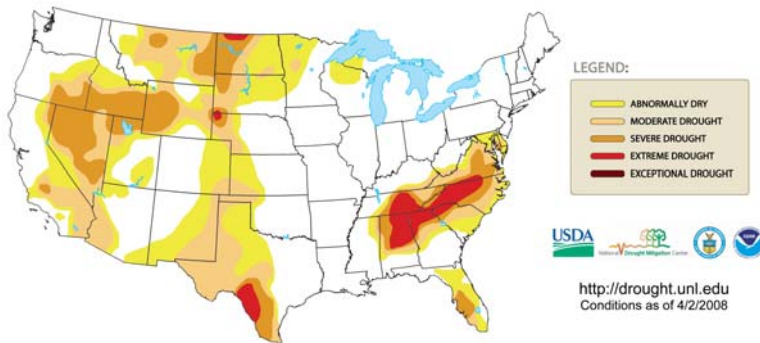 LEGEND:
ABNORMALLY DRY
MODERATE DROUGHT
SEVERE DROUGHT
EXTREME DROUGHT
EXCEPTIONAL DROUGHT
USDA
National Drought Mitigation Center
http://drought.unl.edu
Conditions as of 4/2/2008